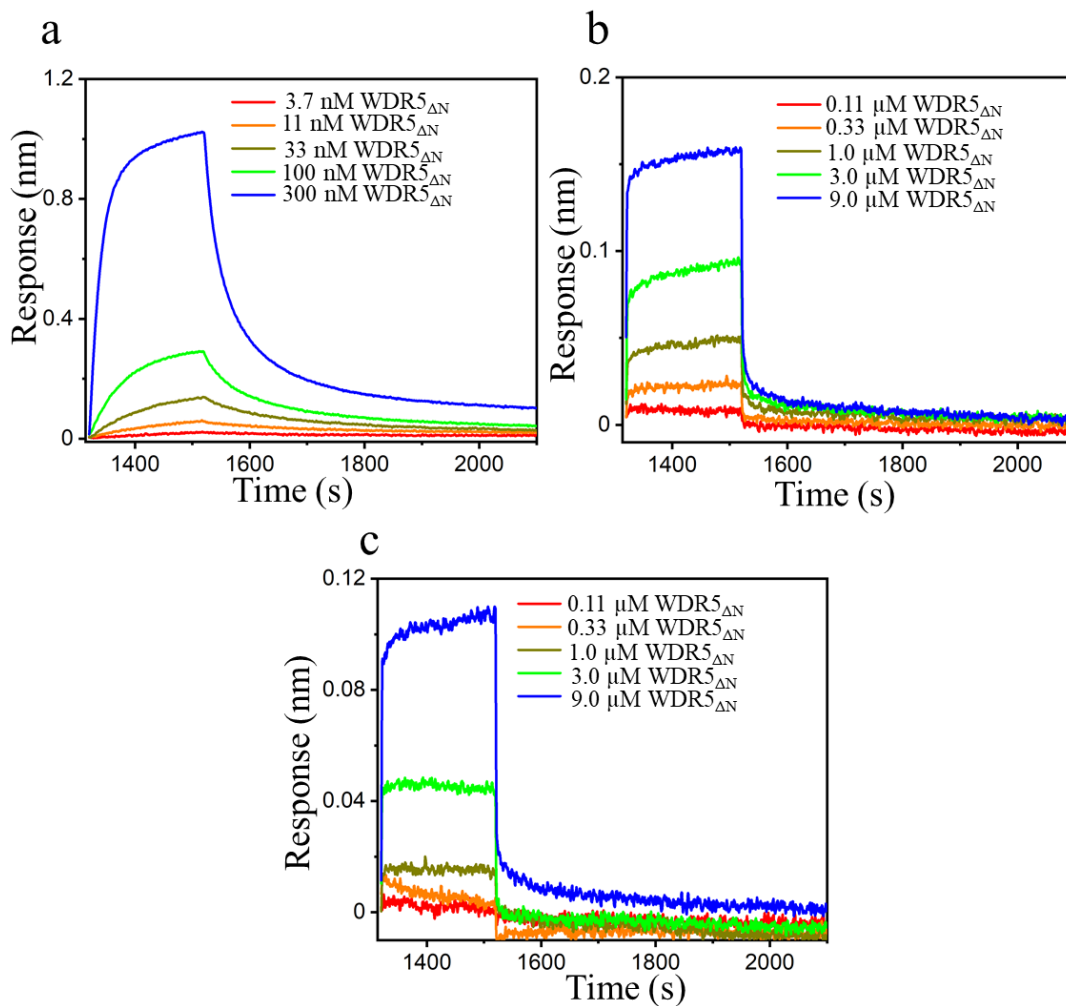 a
Response (nm)
1.2
0.8
0.4
0
3.7 nM WDR5ΔN
11 nM WDR5ΔN
33 nM WDR5ΔN
100 nM WDR5ΔN
300 nM WDR5ΔN
1400 1600 1800 2000
Time (s)
b
Response (nm)
0.2
0.1
0
0.11 µM WDR5ΔN
0.33 µM WDR5ΔN
1.0 µM WDR5ΔN
3.0 µM WDR5ΔN
9.0 µM WDR5ΔN
1400 1600 1800 2000
Time (s)
c
Response (nm)
0.12
0.08
0.04
0
0.11 µM WDR5ΔN
0.33 µM WDR5ΔN
1.0 µM WDR5ΔN
3.0 µM WDR5ΔN
9.0 µM WDR5ΔN
1400 1600 1800 2000
Time (s)